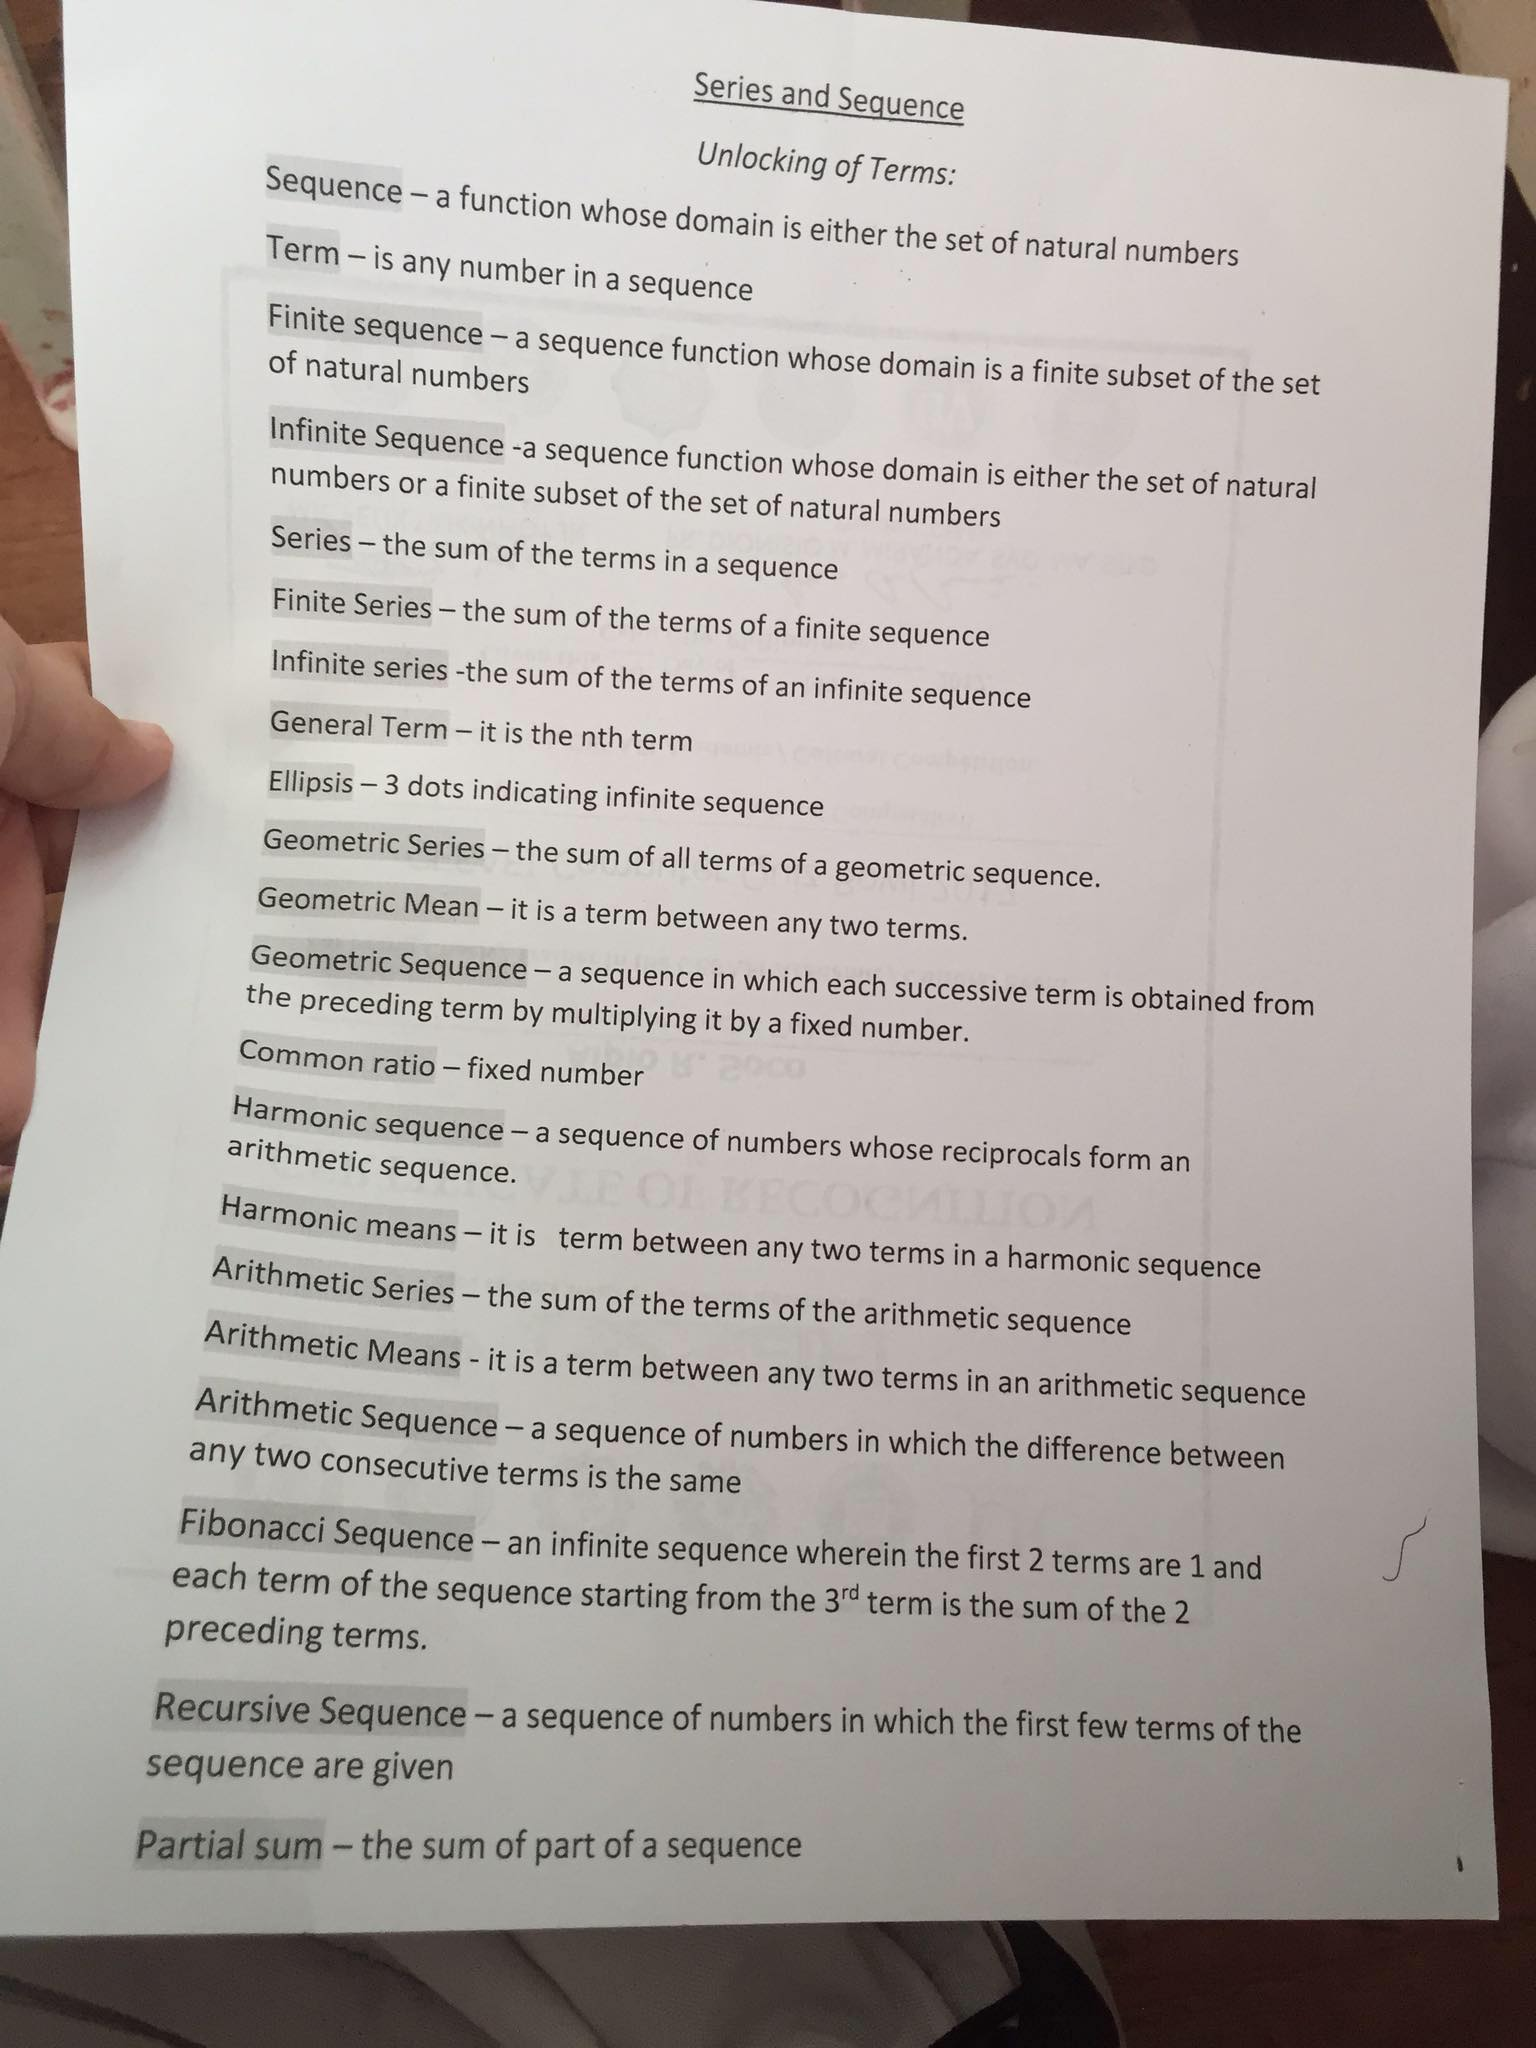 Series and Sequence
Unlocking of Terms:
Sequence – a function whose domain is either the set of natural numbers
Term – is any number in a sequence
Finite sequence – a sequence function whose domain is a finite subset of the set
of natural numbers
Infinite Sequence -a sequence function whose domain is either the set of natural
numbers or a finite subset of the set of natural numbers
Series – the sum of the terms in a sequence
Finite Series – the sum of the terms of a finite sequence
Infinite series -the sum of the terms of an infinite sequence
General Term – it is the nth term
Ellipsis – 3 dots indicating infinite sequence
Geometric Series – the sum of all terms of a geometric sequence.
Geometric Mean – it is a term between any two terms.
Geometric Sequence – a sequence in which each successive term is obtained from
the preceding term by multiplying it by a fixed number.
Common ratio – fixed number
Harmonic sequence – a sequence of numbers whose reciprocals form an
arithmetic sequence.
Harmonic means – it is term between any two terms in a harmonic sequence
Arithmetic Series – the sum of the terms of the arithmetic sequence
Arithmetic Means - it is a term between any two terms in an arithmetic sequence
Arithmetic Sequence – a sequence of numbers in which the difference between
any two consecutive terms is the same
Fibonacci Sequence – an infinite sequence wherein the first 2 terms are 1 and
each term of the sequence starting from the 3rd term is the sum of the 2
preceding terms.
Recursive Sequence – a sequence of numbers in which the first few terms of the
sequence are given
Partial sum – the sum of part of a sequence